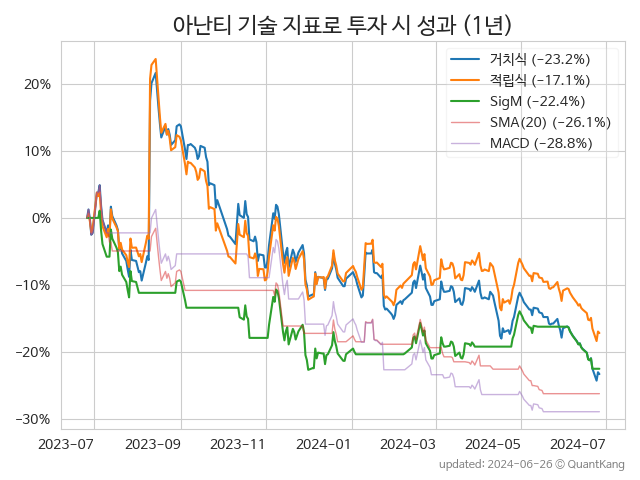 아난티 기술 지표로 투자 시 성과 (1년)
거치식 (−23.2%)
적립식 (−17.1%)
SigM (−22.4%)
SMA(20) (−26.1%)
MACD (−28.8%)
20%
10%
0%
−10%
−20%
−30%
2023-07 2023-09 2023-11 2024-01 2024-03 2024-05 2024-07
updated: 2024-06-26 © QuantKang